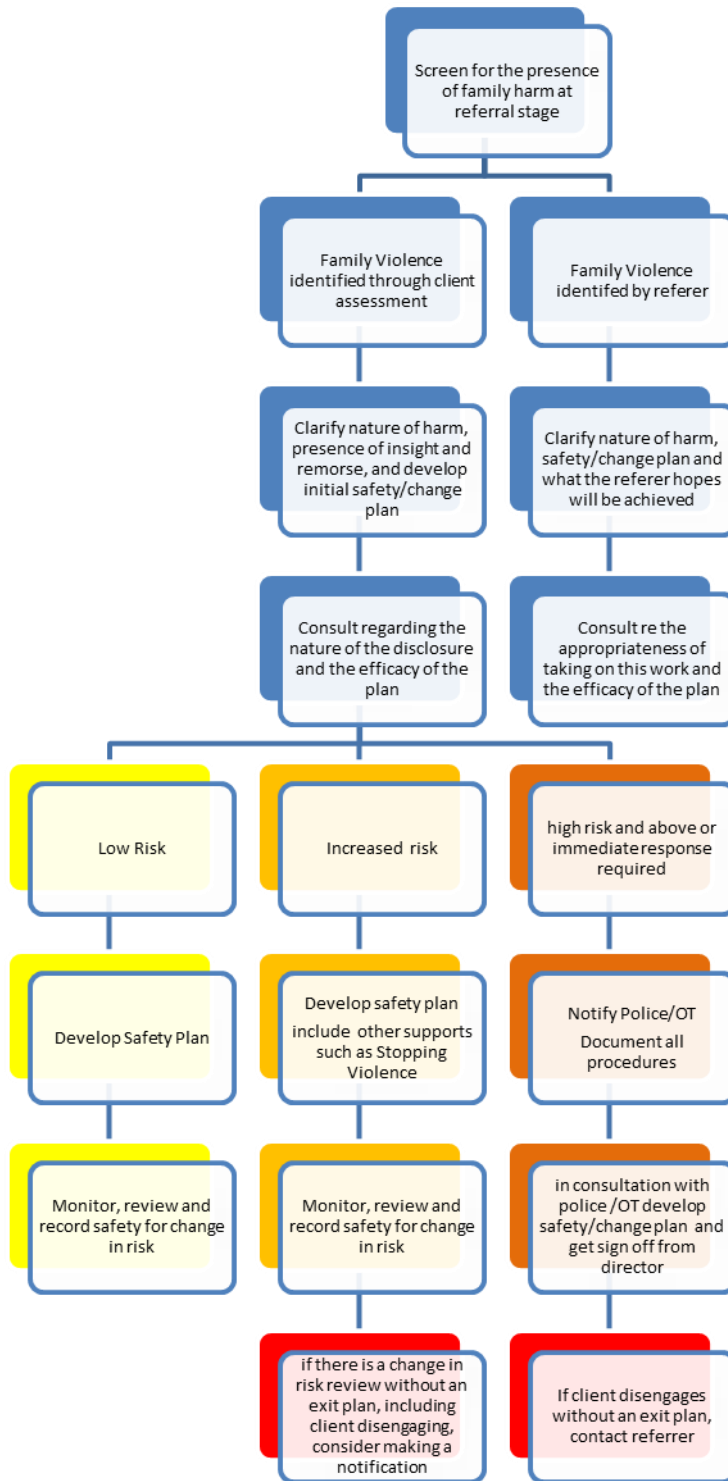 Screen for the presence
of family harm at
referral stage
Family Violence
identified through client
assessment
Family Violence
identifed by referer
Clarify nature of harm,
presence of insight and
remorse, and develop
initial safety/change
plan
Clarify nature of harm,
safety/change plan and
what the referer hopes
will be achieved
Consult regarding the
nature of the disclosure
and the efficacy of the
plan
Consult re the
appropriateness of
taking on this work and
the efficacy of the plan
Low Risk
Increased risk
high risk and above or
immediate response
required
Develop Safety Plan
Develop safety plan
include other supports
such as Stopping
Violence
Notify Police/OT
Document all
procedures
Monitor, review and
record safety for change
in risk
Monitor, review and
record safety for change
in risk
in consultation with
police /OT develop
safety/change plan and
get sign off from
director
if there is a change in
risk review without an
exit plan, including
client disengaging,
consider making a
notification
If client disengages
without an exit plan,
contact referrer